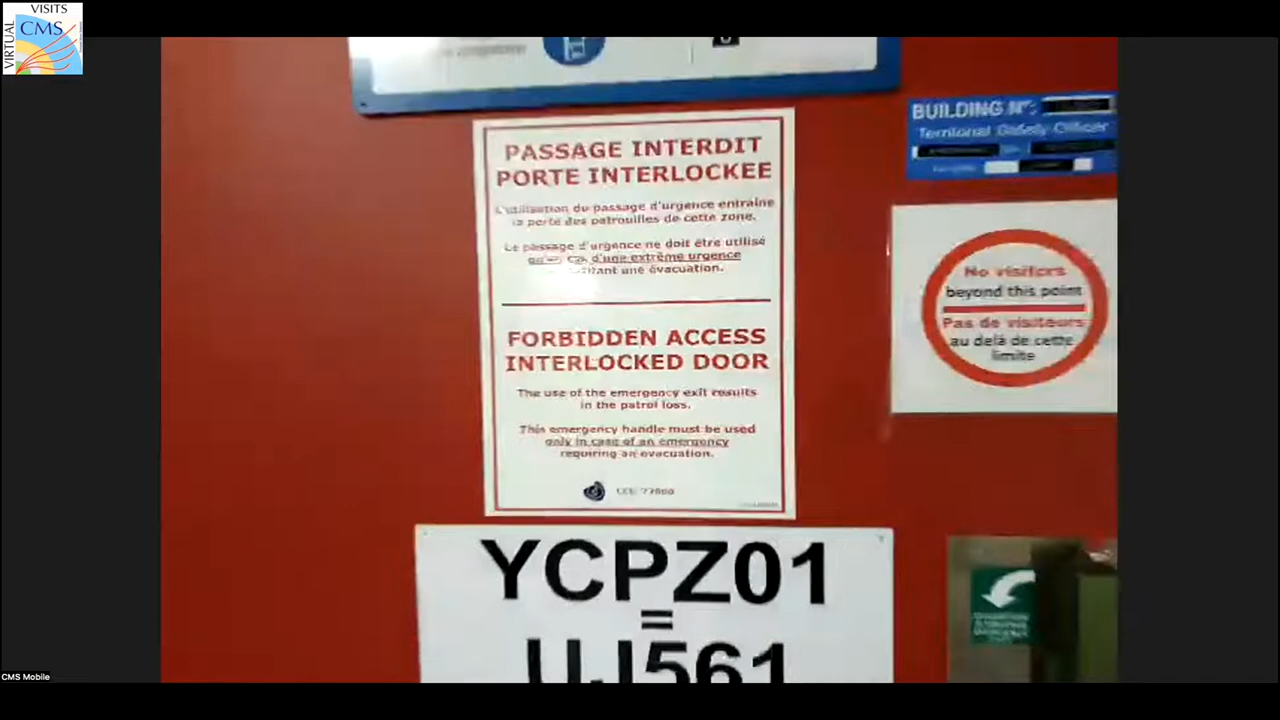 VISITS
VIRTUAL
CMS
BUILDING N°:
Territorial Safety Officer
PASSAGE INTERDIT
PORTE INTERLOCKEE
L'utilisation du passage d'urgence entraîne
la perte des patrouilles de cette zone.
Le passage d'urgence ne doit être utilisé
qu'en cas d'une extrême urgence
une évacuation.
FORBIDDEN ACCESS
INTERLOCKED DOOR
The use of the emergency exit results
in the patrol loss.
This emergency handle must be used
only in case of an emergency
requiring an evacuation.
No visitors
beyond this point
Pas de visiteurs
au delà de cette
limite
YCPZ01
=
UJ561
CMS Mobile